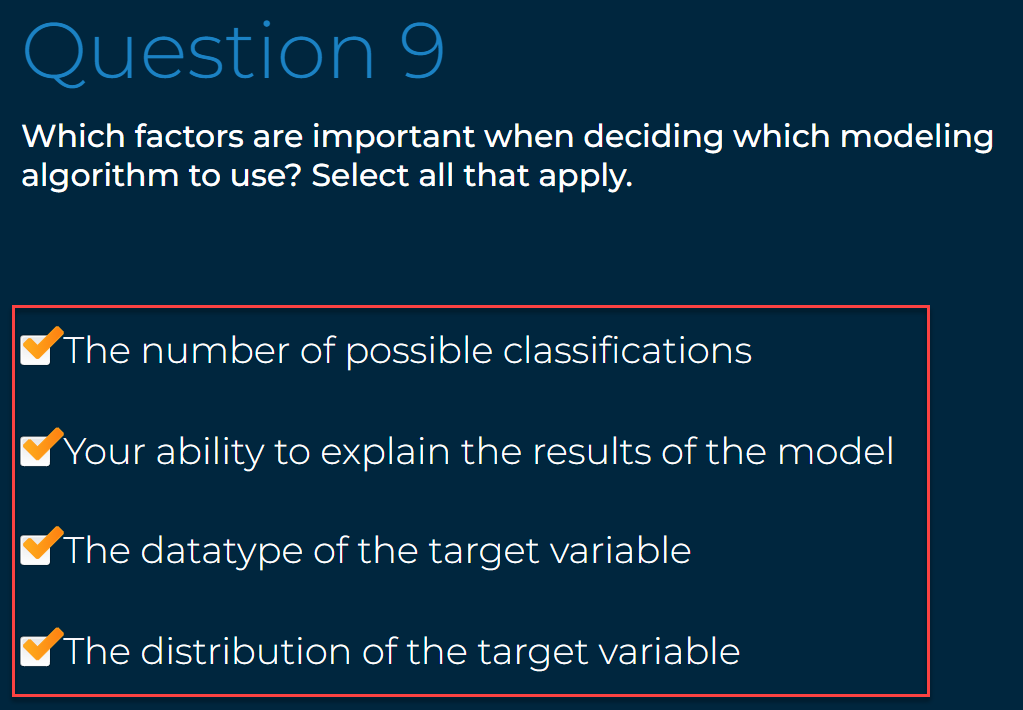 Question 9
Which factors are important when deciding which modeling
algorithm to use? Select all that apply.
The number of possible classifications
Your ability to explain the results of the model
The datatype of the target variable
The distribution of the target variable